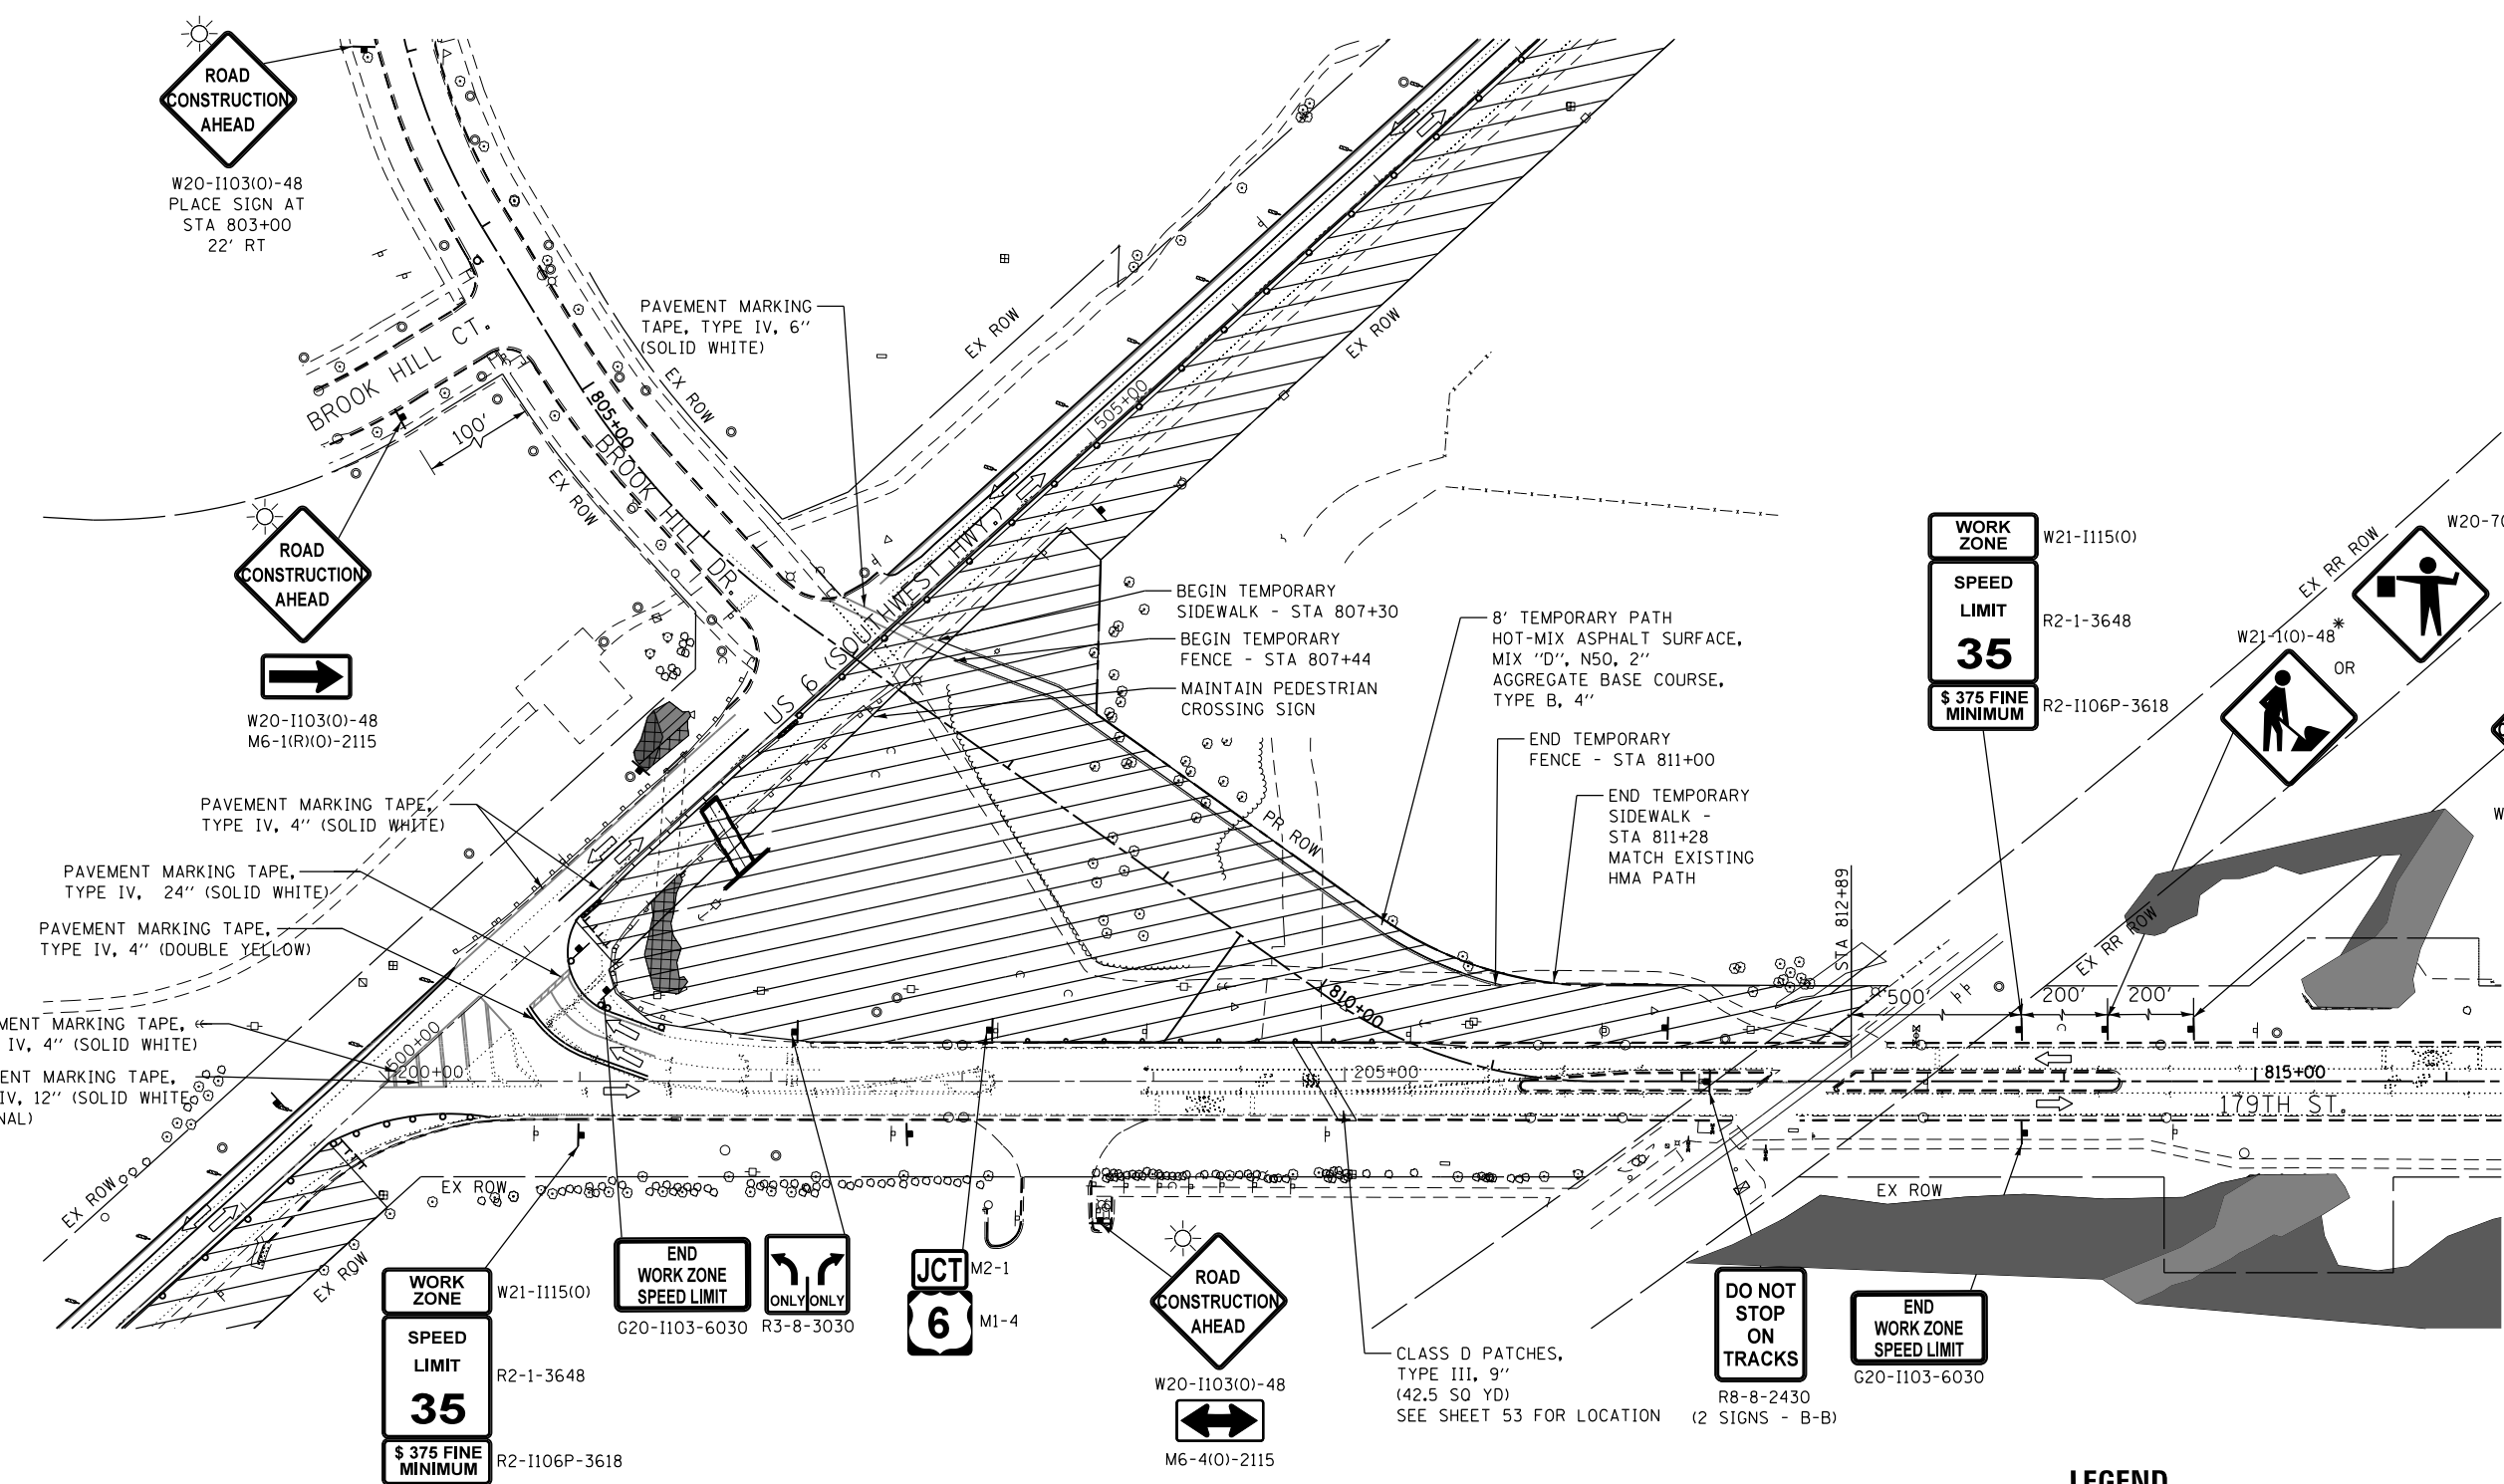 ROAD
CONSTRUCTION
AHEAD
W20-I103(O)-48
PLACE SIGN AT
STA 803+00
22' RT
BROOK HILL CT.
100'
ROAD
CONSTRUCTION
AHEAD
W20-I103(O)-48
M6-1(R)(O)-2115
PAVEMENT MARKING
TAPE, TYPE IV, 6"
(SOLID WHITE)
EX ROW
EX ROW
805+00
BROOK HILL DR.
EX ROW
EX ROW
505+00
US 6 (SOUTHWEST HWY.)
BEGIN TEMPORARY
SIDEWALK - STA 807+30
BEGIN TEMPORARY
FENCE - STA 807+44
MAINTAIN PEDESTRIAN
CROSSING SIGN
8' TEMPORARY PATH
HOT-MIX ASPHALT SURFACE,
MIX "D", N50, 2"
AGGREGATE BASE COURSE,
TYPE B, 4"
END TEMPORARY
FENCE - STA 811+00
END TEMPORARY
SIDEWALK -
STA 811+28
MATCH EXISTING
HMA PATH
PR ROW
WORK
ZONE
W21-I115(O)
SPEED
LIMIT
35
R2-1-3648
$ 375 FINE
MINIMUM
R2-I106P-3618
EX RR ROW
W20-7
W21-1(O)-48*
OR
W
EX RR ROW
STA 812+89
500'
200'
200'
PAVEMENT MARKING TAPE,
TYPE IV, 4" (SOLID WHITE)
PAVEMENT MARKING TAPE,
TYPE IV, 24" (SOLID WHITE)
PAVEMENT MARKING TAPE,
TYPE IV, 4" (DOUBLE YELLOW)
MENT MARKING TAPE,
IV, 4" (SOLID WHITE)
ENT MARKING TAPE,
IV, 12" (SOLID WHITE
NAL)
500+00
200+00
810+00
205+00
815+00
179TH ST.
EX ROW
EX ROW
EX ROW
EX ROW
WORK
ZONE
W21-I115(O)
SPEED
LIMIT
35
R2-1-3648
$ 375 FINE
MINIMUM
R2-I106P-3618
END
WORK ZONE
SPEED LIMIT
G20-I103-6030
ONLY ONLY
R3-8-3030
JCT
M2-1
6
M1-4
ROAD
CONSTRUCTION
AHEAD
W20-I103(O)-48
M6-4(O)-2115
CLASS D PATCHES,
TYPE III, 9"
(42.5 SQ YD)
SEE SHEET 53 FOR LOCATION
DO NOT
STOP
ON
TRACKS
R8-8-2430
(2 SIGNS - B-B)
END
WORK ZONE
SPEED LIMIT
G20-I103-6030
LEGEND